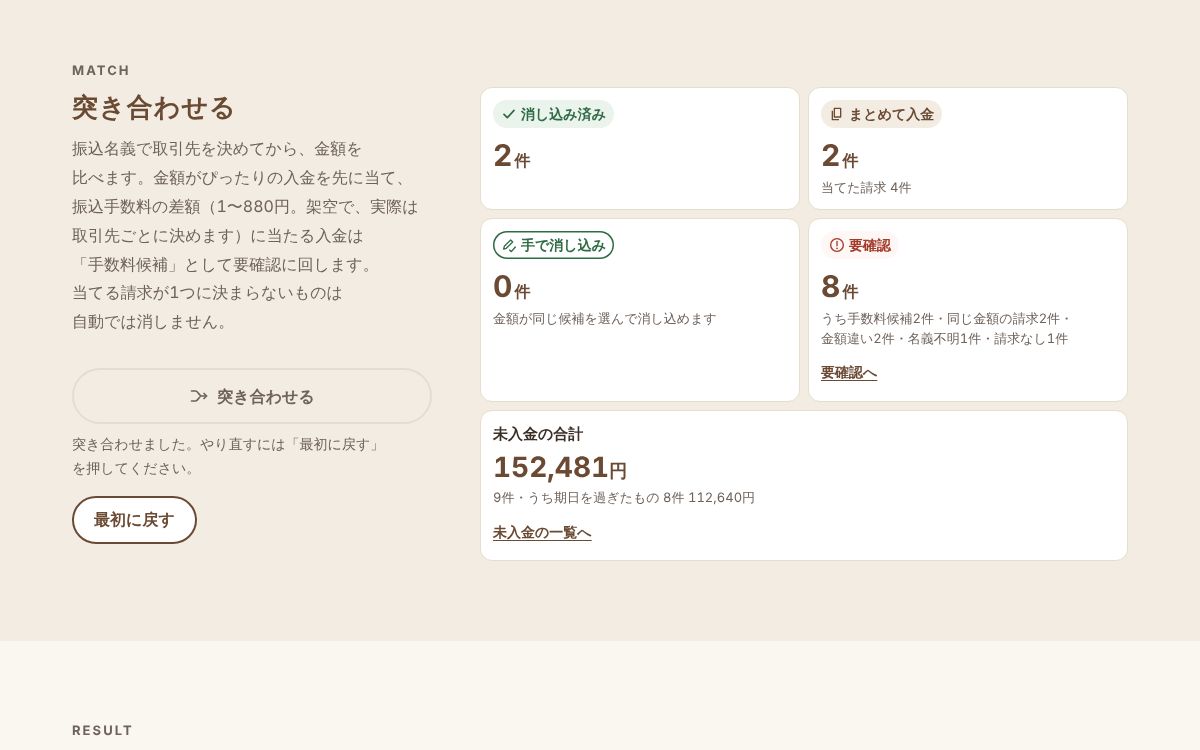 MATCH
突き合わせる
振込名義で取引先を決めてから、金額を
比べます。金額がぴったりの入金を先に当て、
振込手数料の差額（1〜880円。架空で、実際は
取引先ごとに決めます）に当たる入金は
「手数料候補」として要確認に回します。
当てる請求が1つに決まらないものは
自動では消しません。
突き合わせる
突き合わせました。やり直すには「最初に戻す」
を押してください。
最初に戻す
消し込み済み
2件
まとめて入金
2件
当てた請求 4件
手で消し込み
0件
金額が同じ候補を選んで消し込めます
要確認
8件
うち手数料候補2件・同じ金額の請求2件・
金額違い2件・名義不明1件・請求なし1件
要確認へ
未入金の合計
152,481円
9件・うち期日を過ぎたもの 8件 112,640円
未入金の一覧へ
RESULT